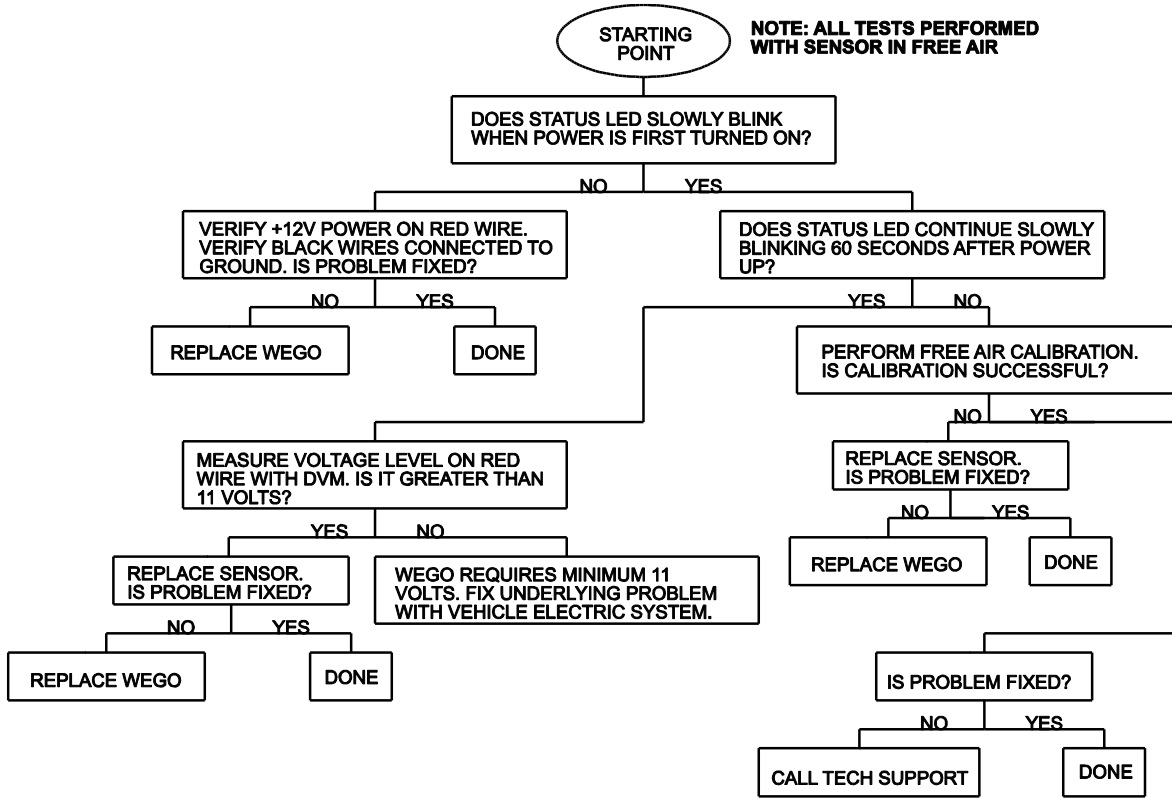 STARTING
POINT
NOTE: ALL TESTS PERFORMED
WITH SENSOR IN FREE AIR
DOES STATUS LED SLOWLY BLINK
WHEN POWER IS FIRST TURNED ON?
NO
YES
VERIFY +12V POWER ON RED WIRE.
VERIFY BLACK WIRES CONNECTED TO
GROUND. IS PROBLEM FIXED?
DOES STATUS LED CONTINUE SLOWLY
BLINKING 60 SECONDS AFTER POWER
UP?
NO
YES
YES
NO
REPLACE WEGO
DONE
PERFORM FREE AIR CALIBRATION.
IS CALIBRATION SUCCESSFUL?
NO
YES
MEASURE VOLTAGE LEVEL ON RED
WIRE WITH DVM. IS IT GREATER THAN
11 VOLTS?
REPLACE SENSOR.
IS PROBLEM FIXED?
YES
NO
NO
YES
REPLACE SENSOR.
IS PROBLEM FIXED?
WEGO REQUIRES MINIMUM 11
VOLTS. FIX UNDERLYING PROBLEM
WITH VEHICLE ELECTRIC SYSTEM.
REPLACE WEGO
DONE
NO
YES
REPLACE WEGO
DONE
IS PROBLEM FIXED?
NO
YES
CALL TECH SUPPORT
DONE